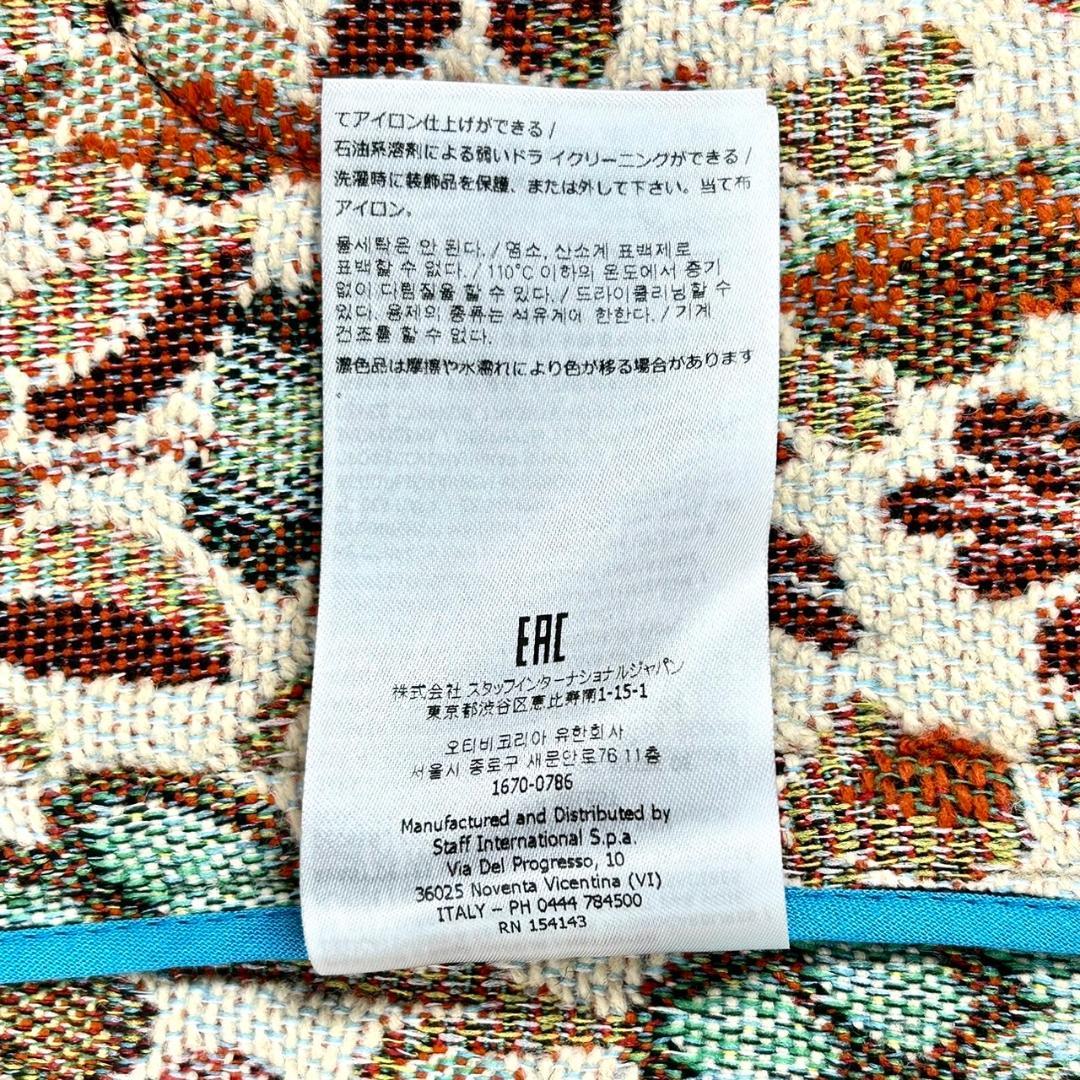 てアイロン仕上げができる /
石油系溶剤による弱いドラ イクリーニングができる /
洗濯時に装飾品を保護、または外して下さい。当て布
アイロン。
물세탁은 안 된다. / 염소, 산소계 표백제로
표백할 수 없다. / 110°C 이하의 온도에서 증기
없이 다림질을 할 수 있다. / 드라이클리닝할 수
있다. 용제의 종류는 석유계에 한한다. / 기계
건조를 할 수 없다.
濃色品は摩擦や水濡れにより色が移る場合があります
。
EAC
株式会社 スタッフインターナショナルジャパン
東京都渋谷区恵比寿南1-15-1
오티비코리아 유한회사
서울시 종로구 새문안로76 11층
1670-0786
Manufactured and Distributed by
Staff International S.p.a.
Via Del Progresso, 10
36025 Noventa Vicentina (VI)
ITALY - PH 0444 784500
RN 154143